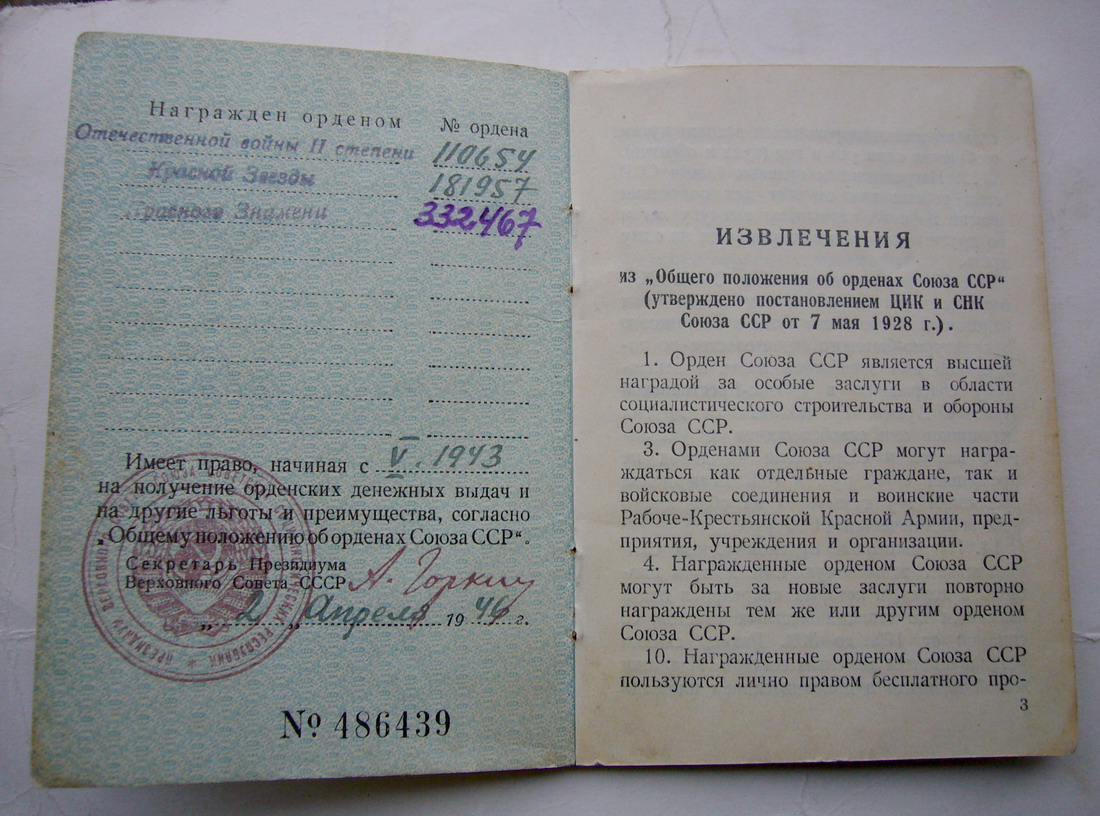 Награжден орденом № ордена
Отечественной войны II степени 110654
Красной Звезды 181957
Красного Знамени 332467
Имеет право, начиная с V. 1943
на получение орденских денежных выдач и
на другие льготы и преимущества, согласно
„Общему положению об орденах Союза ССР“.
Секретарь Президиума
Верховного Совета СССР А. Горкин
„2„ Апреля 1946 г.
№ 486439
ИЗВЛЕЧЕНИЯ
из „Общего положения об орденах Союза ССР“
(утверждено постановлением ЦИК и СНК
Союза ССР от 7 мая 1928 г.).
1. Орден Союза ССР является высшей
наградой за особые заслуги в области
социалистического строительства и обороны
Союза ССР.
3. Орденами Союза ССР могут награ-
ждаться как отдельные граждане, так и
войсковые соединения и воинские части
Рабоче-Крестьянской Красной Армии, пред-
приятия, учреждения и организации.
4. Награжденные орденом Союза ССР
могут быть за новые заслуги повторно
награждены тем же или другим орденом
Союза ССР.
10. Награжденные орденом Союза ССР
пользуются лично правом бесплатного про-
3